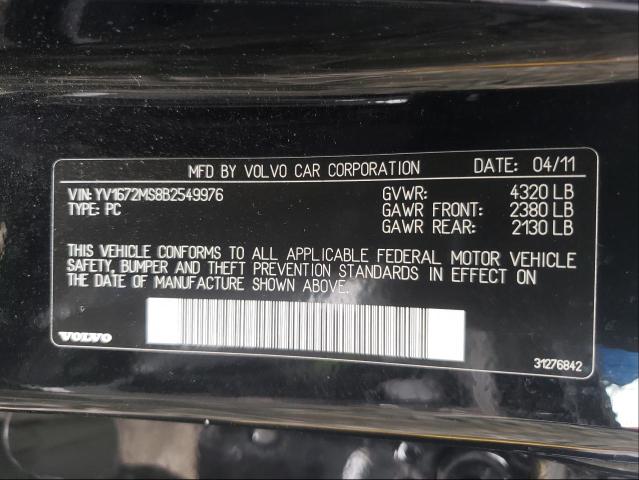 MFD BY VOLVO CAR CORPORATION DATE: 04/11
VIN:YV1672MS8B2549976 GVWR: 4320 LB
TYPE: PC GAWR FRONT: 2380 LB
GAWR REAR: 2130 LB
THIS VEHICLE CONFORMS TO ALL APPLICABLE FEDERAL MOTOR VEHICLE
SAFETY, BUMPER AND THEFT PREVENTION STANDARDS IN EFFECT ON
THE DATE OF MANUFACTURE SHOWN ABOVE.
VOLVO 31276842